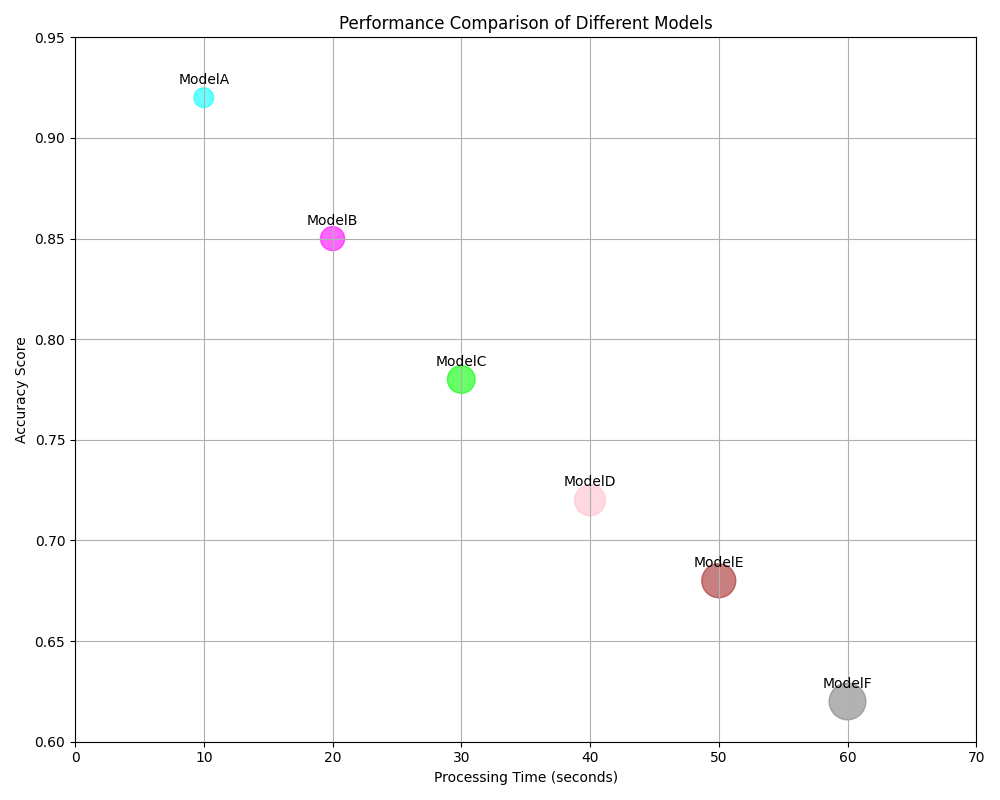 Performance Comparison of Different Models
Accuracy Score
0.95
0.90
0.85
0.80
0.75
0.70
0.65
0.60
ModelA
ModelB
ModelC
ModelD
ModelE
ModelF
0 10 20 30 40 50 60 70
Processing Time (seconds)